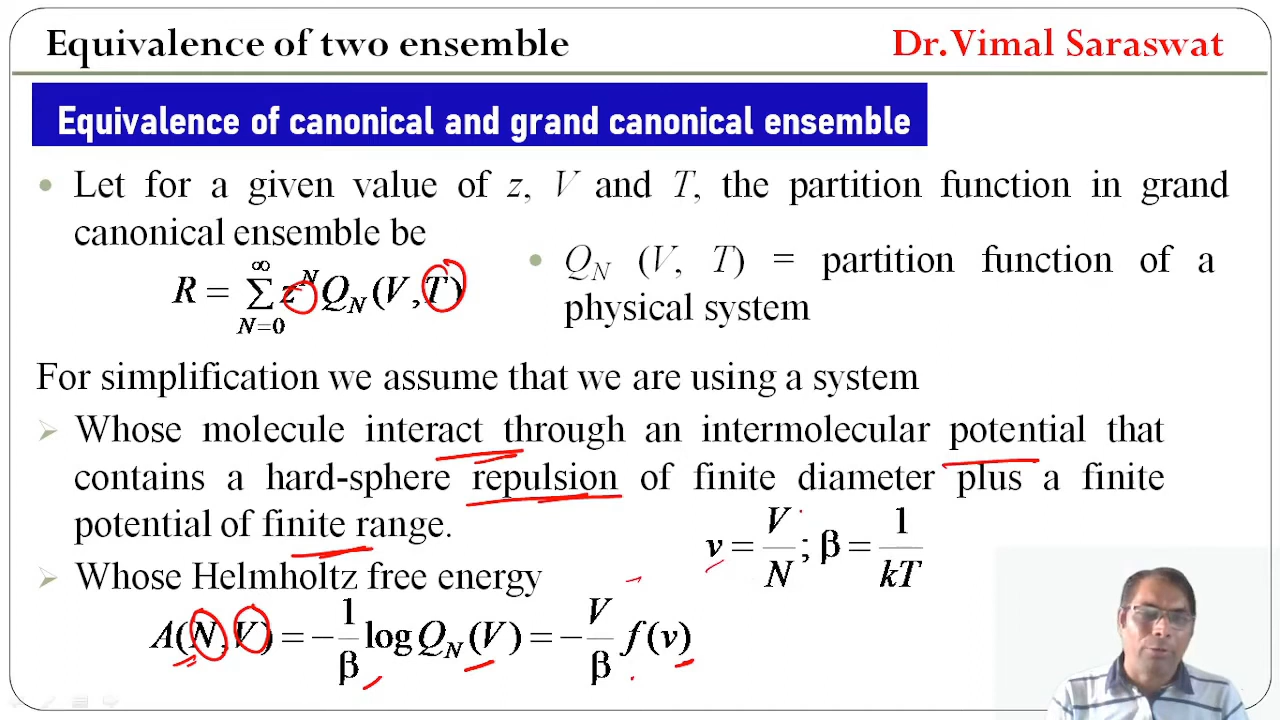 Equivalence of two ensemble
Dr. Vimal Saraswat
Equivalence of canonical and grand canonical ensemble
• Let for a given value of z, V and T, the partition function in grand
canonical ensemble be
R = ∑_{N=0}^{∞} z^N Q_N (V, T)
• Q_N (V, T) = partition function of a
physical system
For simplification we assume that we are using a system
➢ Whose molecule interact through an intermolecular potential that
contains a hard-sphere repulsion of finite diameter plus a finite
potential of finite range.
v = V/N ; β = 1/kT
➢ Whose Helmholtz free energy
A(N, V) = −1/β log Q_N (V) = −V/β f(v)